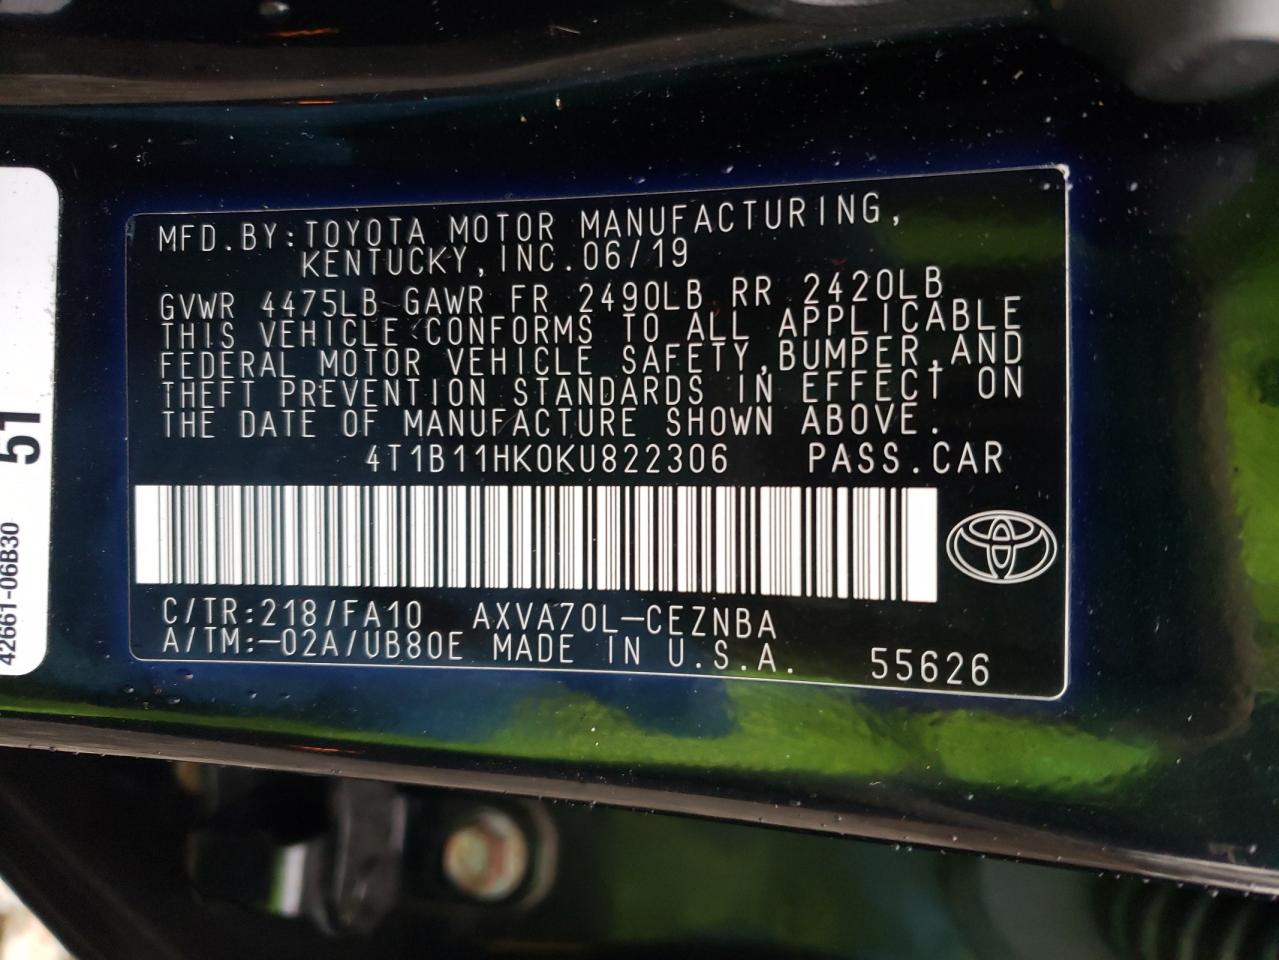 MFD.BY:TOYOTA MOTOR MANUFACTURING,
KENTUCKY,INC.06/19
GVWR 4475LB GAWR FR 2490LB RR 2420LB
THIS VEHICLE CONFORMS TO ALL APPLICABLE
FEDERAL MOTOR VEHICLE SAFETY,BUMPER,AND
THEFT PREVENTION STANDARDS IN EFFECT ON
THE DATE OF MANUFACTURE SHOWN ABOVE.
4T1B11HK0KU822306 PASS.CAR
C/TR:218/FA10 AXVA70L-CEZNBA
A/TM:-02A/UB80E MADE IN U.S.A. 55626
51
42661-06B30